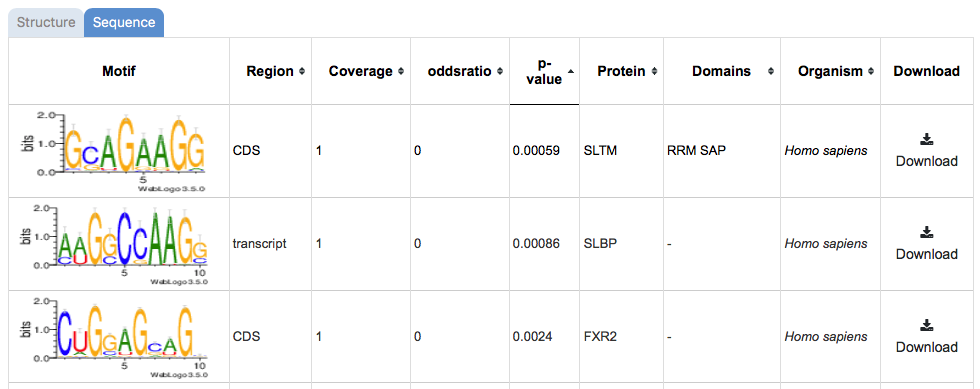 Structure Sequence
Motif Region Coverage oddsratio p-value Protein Domains Organism Download
bits 2.0 1.0 0.0 GCAGAAGG 5 WebLogo 3.5.0 CDS 1 0 0.00059 SLTM RRM SAP Homo sapiens Download
bits 2.0 1.0 0.0 AAGGCCAAGG 5 10 WebLogo 3.5.0 transcript 1 0 0.00086 SLBP - Homo sapiens Download
bits 2.0 1.0 0.0 CUGGAGCAG 5 10 WebLogo 3.5.0 CDS 1 0 0.0024 FXR2 - Homo sapiens Download